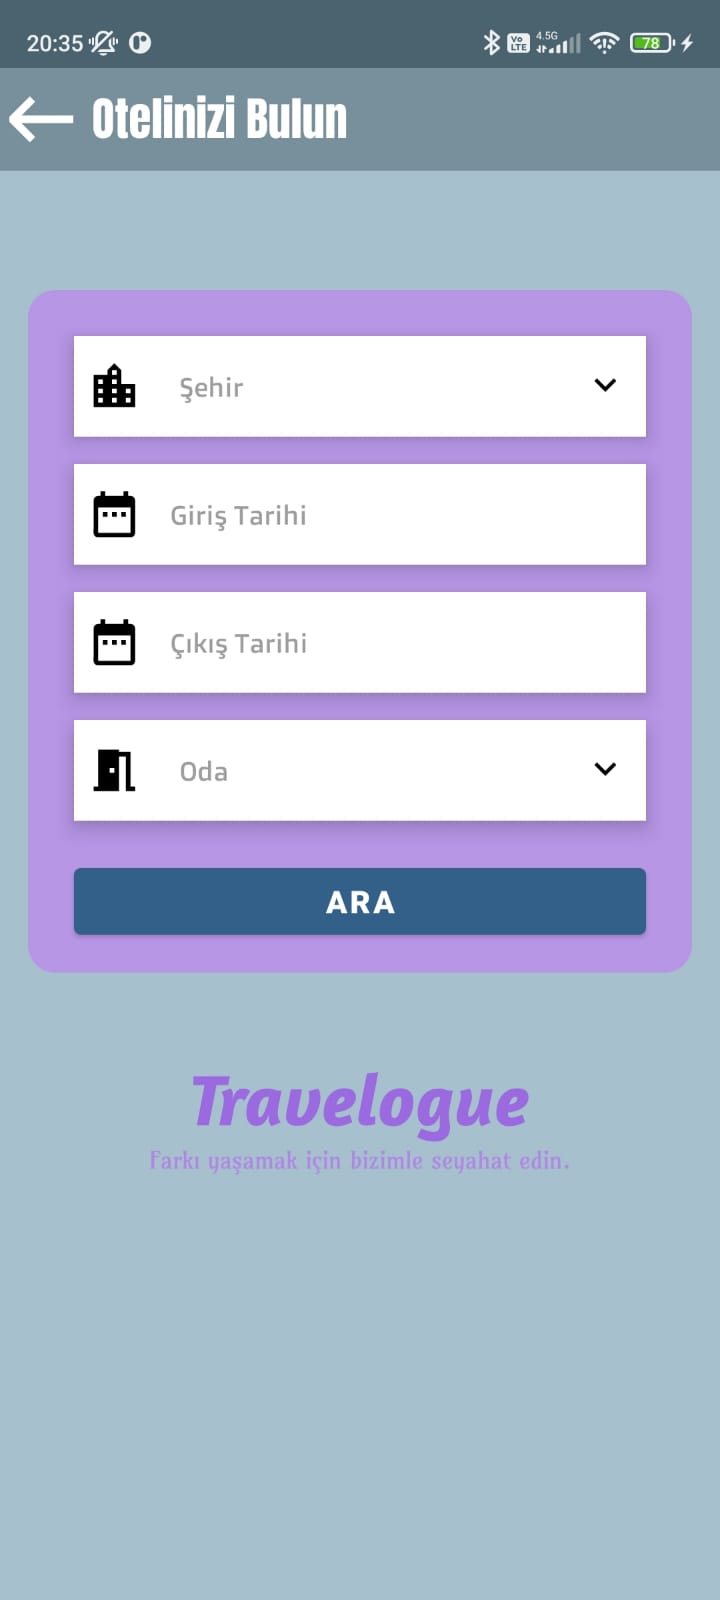 20:35
Vo LTE 4.5G 78
Otelinizi Bulun
Şehir
Giriş Tarihi
Çıkış Tarihi
Oda
ARA
Travelogue
Farkı yaşamak için bizimle seyahat edin.